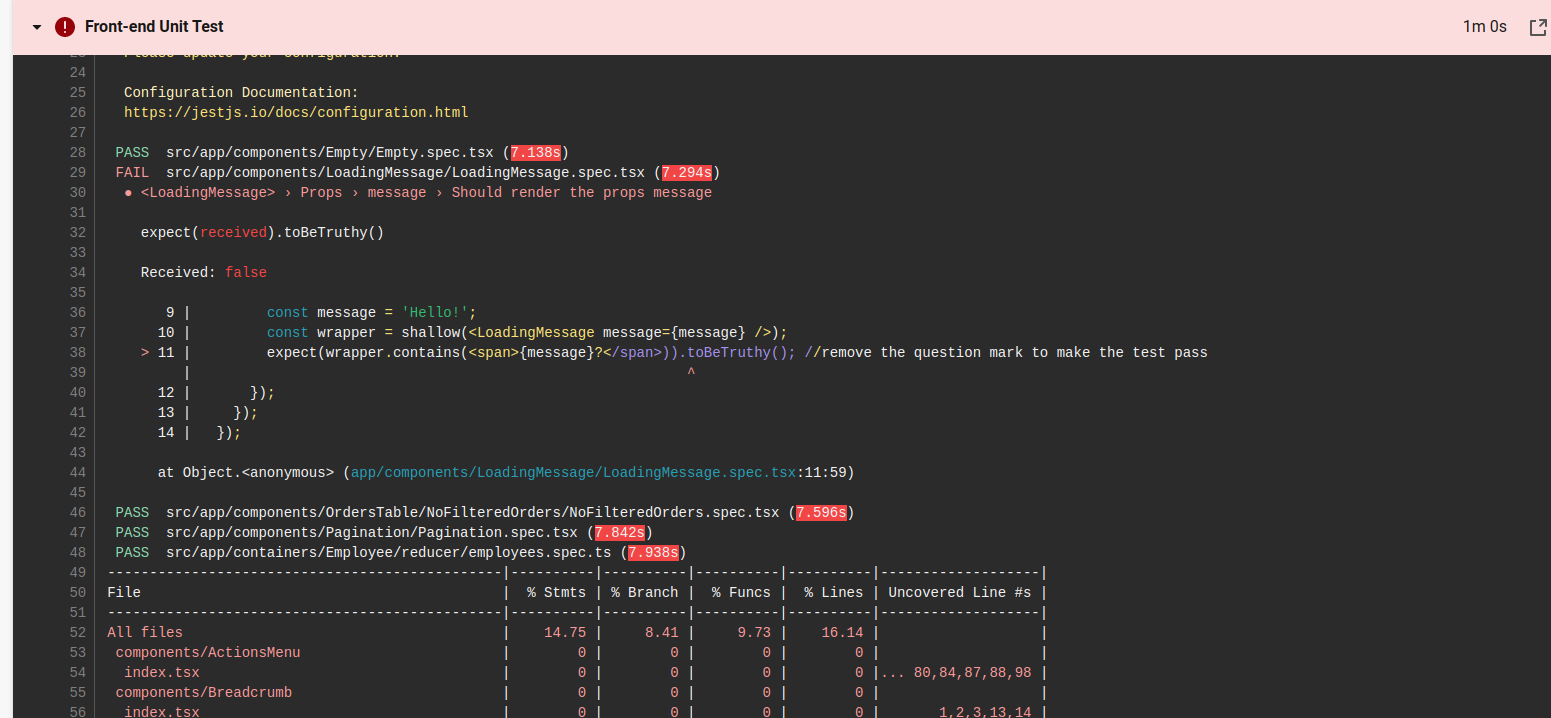 Front-end Unit Test
1m 0s
23 Please update your configuration.
24
25 Configuration Documentation:
26 https://jestjs.io/docs/configuration.html
27
28 PASS src/app/components/Empty/Empty.spec.tsx (7.138s)
29 FAIL src/app/components/LoadingMessage/LoadingMessage.spec.tsx (7.294s)
30 ● <LoadingMessage> › Props › message › Should render the props message
31
32 expect(received).toBeTruthy()
33
34 Received: false
35
36 9 | const message = 'Hello!';
37 10 | const wrapper = shallow(<LoadingMessage message={message} />);
38 > 11 | expect(wrapper.contains(<span>{message}?</span>)).toBeTruthy(); //remove the question mark to make the test pass
39 | ^
40 12 | });
41 13 | });
42 14 | });
43
44 at Object.<anonymous> (app/components/LoadingMessage/LoadingMessage.spec.tsx:11:59)
45
46 PASS src/app/components/OrdersTable/NoFilteredOrders/NoFilteredOrders.spec.tsx (7.596s)
47 PASS src/app/components/Pagination/Pagination.spec.tsx (7.842s)
48 PASS src/app/containers/Employee/reducer/employees.spec.ts (7.938s)
49 -----------------------------------------------|----------|----------|----------|----------|-------------------|
50 File | % Stmts | % Branch | % Funcs | % Lines | Uncovered Line #s |
51 -----------------------------------------------|----------|----------|----------|----------|-------------------|
52 All files | 14.75 | 8.41 | 9.73 | 16.14 | |
53 components/ActionsMenu | 0 | 0 | 0 | 0 | |
54 index.tsx | 0 | 0 | 0 | 0 |... 80,84,87,88,98 |
55 components/Breadcrumb | 0 | 0 | 0 | 0 | |
56 index.tsx | 0 | 0 | 0 | 0 | 1,2,3,13,14 |